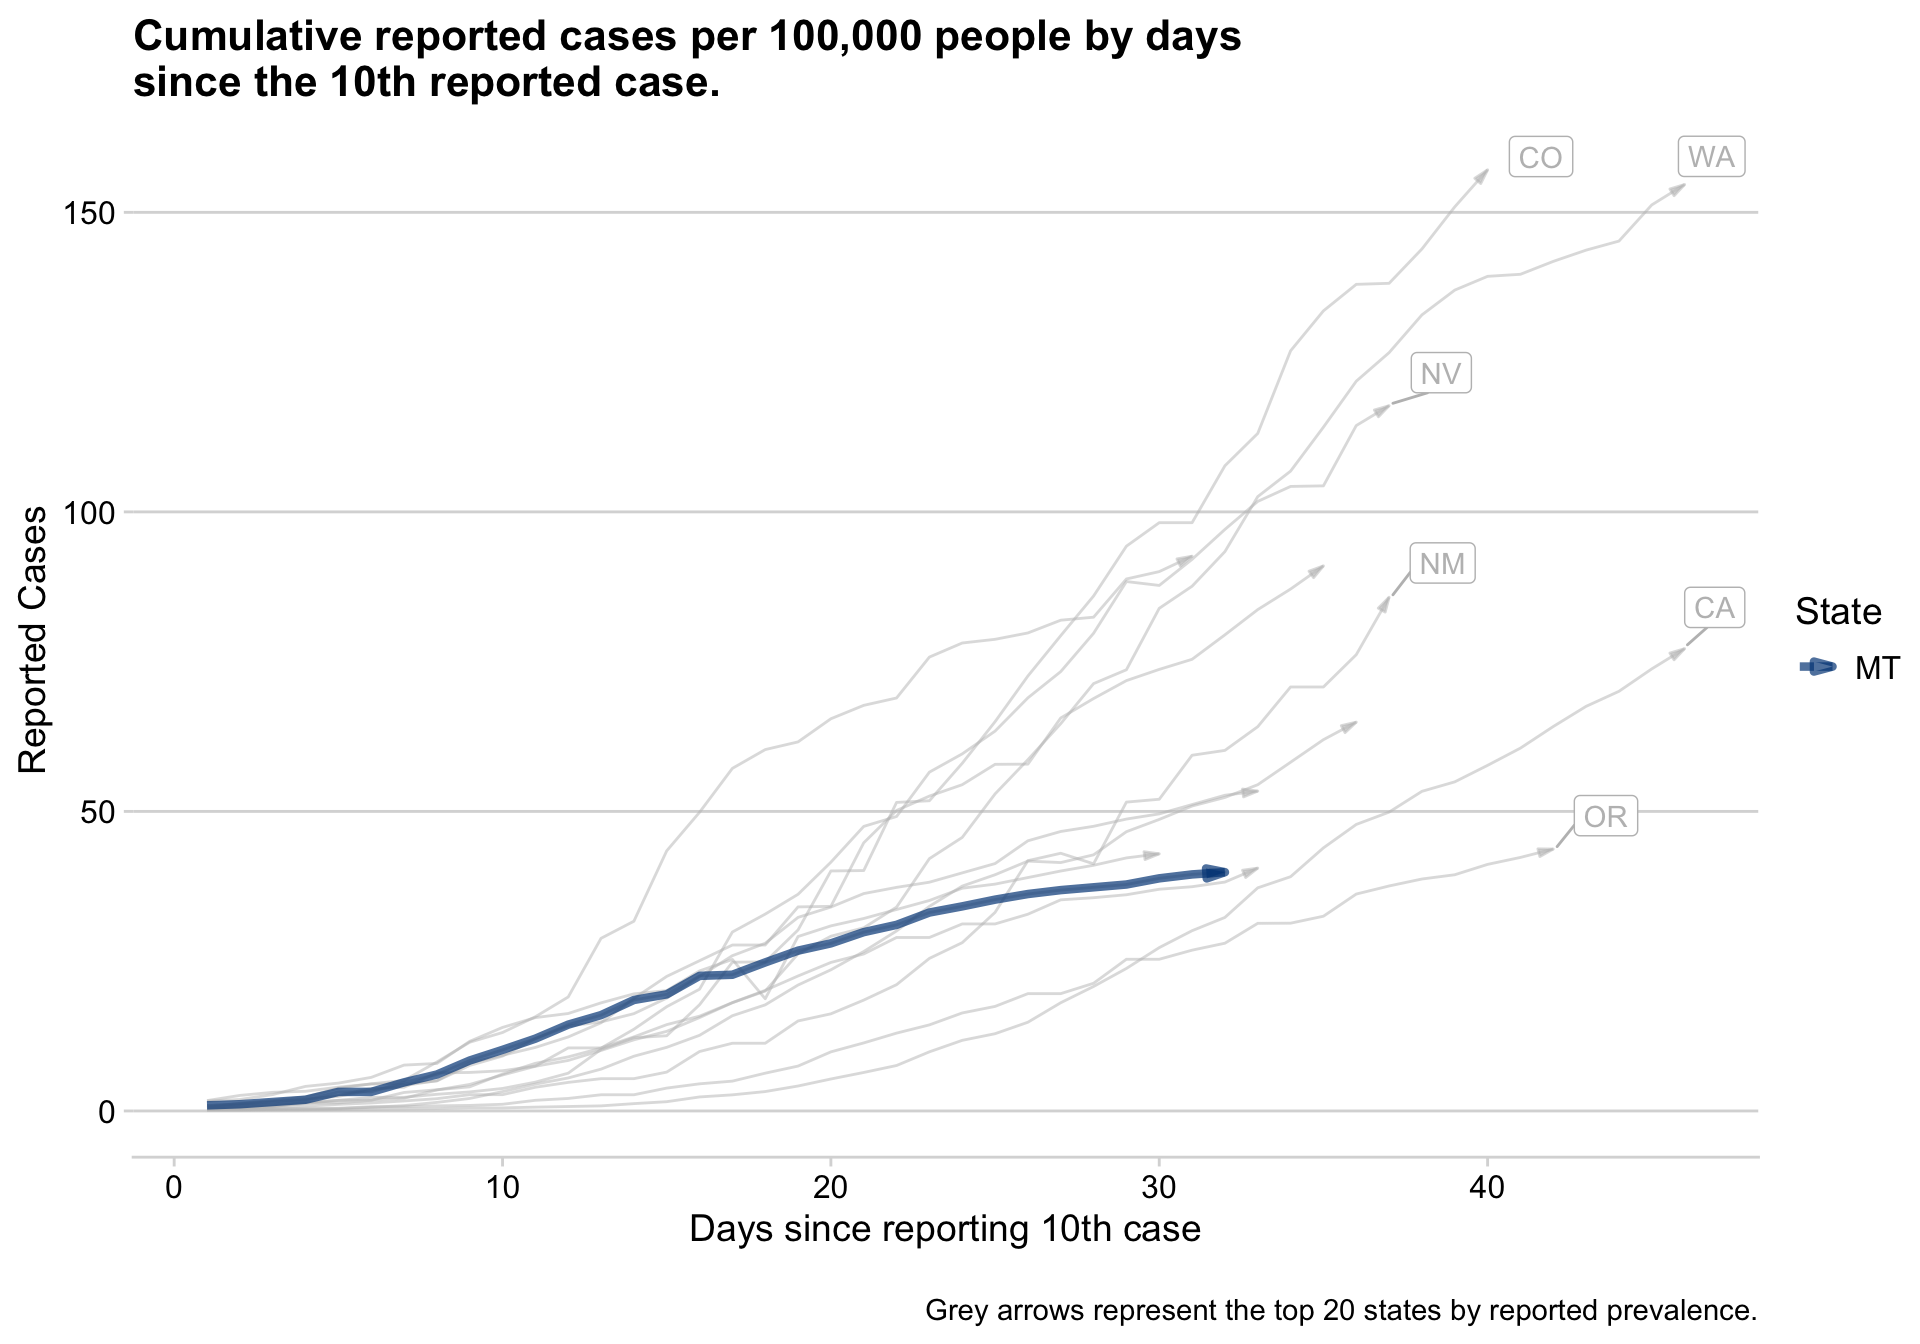 Cumulative reported cases per 100,000 people by days
since the 10th reported case.
CO
WA
150
NV
100
NM
CA
OR
50
0
Reported Cases
State
MT
0 10 20 30 40
Days since reporting 10th case
Grey arrows represent the top 20 states by reported prevalence.